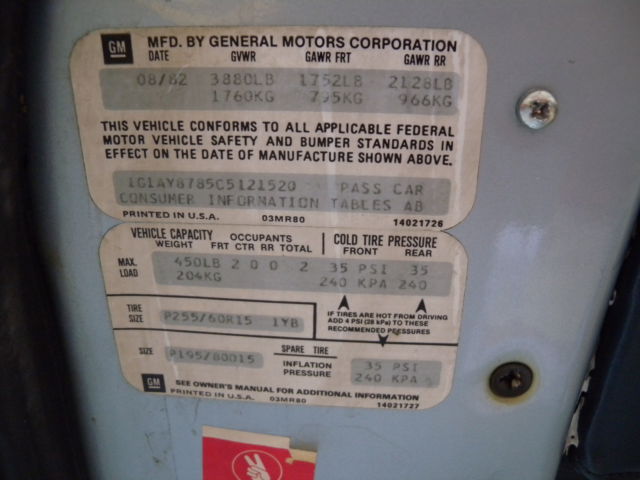 GM MFD. BY GENERAL MOTORS CORPORATION
DATE GVWR GAWR FRT GAWR RR
08/82 3880LB 1752LB 2128LB
1760KG 795KG 966KG
THIS VEHICLE CONFORMS TO ALL APPLICABLE FEDERAL
MOTOR VEHICLE SAFETY AND BUMPER STANDARDS IN
EFFECT ON THE DATE OF MANUFACTURE SHOWN ABOVE.
1G1AY8785C5121520 PASS CAR
CONSUMER INFORMATION TABLES AB
PRINTED IN U.S.A. 03MR80 14021726
VEHICLE CAPACITY OCCUPANTS COLD TIRE PRESSURE
WEIGHT FRT CTR RR TOTAL FRONT REAR
MAX. LOAD 450LB 2 0 0 2 35 PSI 35
204KG 240 KPA 240
TIRE SIZE P255/60R15 1YB
IF TIRES ARE HOT FROM DRIVING
ADD 4 PSI (28 kPa) TO THESE
RECOMMENDED PRESSURES
SPARE TIRE
SIZE P195/80D15 INFLATION PRESSURE 35 PSI
240 KPA
GM SEE OWNER'S MANUAL FOR ADDITIONAL INFORMATION
PRINTED IN U.S.A. 03MR80 14021727